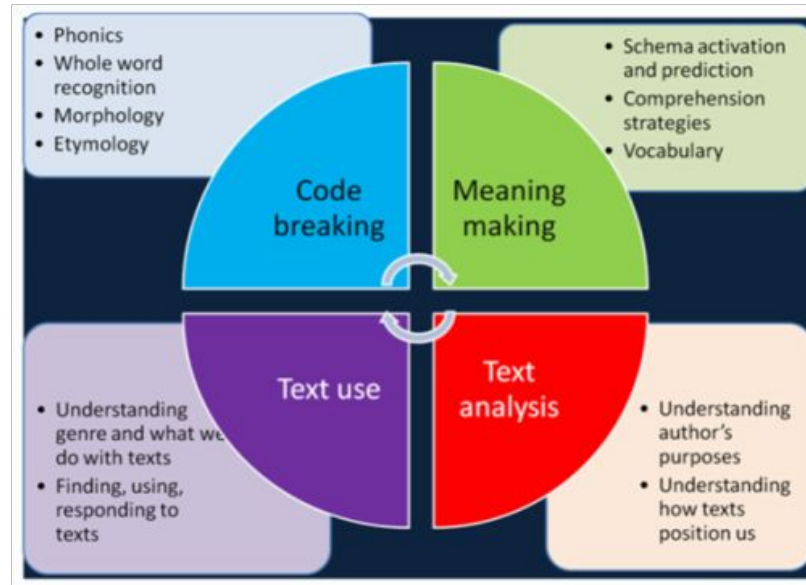 • Phonics
• Whole word
recognition
• Morphology
• Etymology
Code
breaking
• Schema activation
and prediction
• Comprehension
strategies
• Vocabulary
Meaning
making
Text use
• Understanding
genre and what we
do with texts
• Finding, using,
responding to
texts
Text
analysis
• Understanding
author's
purposes
• Understanding
how texts
position us